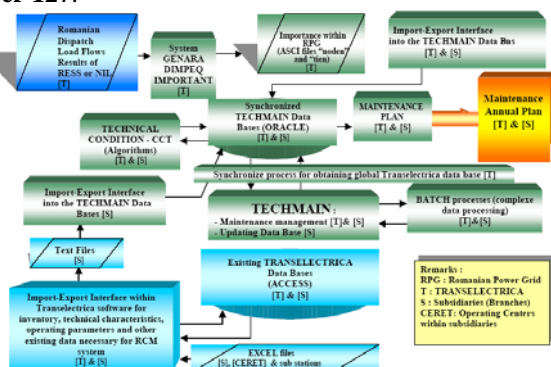 Romanian
Dispatch
Load Flows
Results of
RESS or NIL
[T]
System
GENARA
DIMPEQ
IMPORTANT
[T]
Importance within
RPG
(ASCI files "noden"
and "tien)
[T]
Import-Export Interface
into the TECHMAIN Data Bus
[T] & [S]
TECHNICAL
CONDITION - CCT
(Algorithms)
[T] & [S]
Synchronized
TECHMAIN Data
Bases (ORACLE)
[T] & [S]
MAINTENANCE
PLAN
[T] & [S]
Maintenance
Annual Plan
[T] & [S]
Synchronize process for obtaining global Transelectrica data base [T]
Import-Export Interface
into the TECHMAIN Data
Bases [S]
TECHMAIN :
- Maintenance management [T]& [S]
- Updating Data Base [S]
BATCH processes (complexe
data processing)
[T]&[S]
Text Files
[S]
Existing TRANSELECTRICA
Data Bases
(ACCESS)
[T] & [S]
Import-Export Interface within
Transelectrica software for
inventory, technical characteristics,
operating parameters and other
existing data necessary for RCM
system
[T] & [S]
EXCEL files
[S], [CERET] & sub stations
Remarks :
RPG : Romanian Power Grid
T : TRANSELECTRICA
S : Subsidiaries (Branches)
CERET: Operating Centers
within subsidiaries